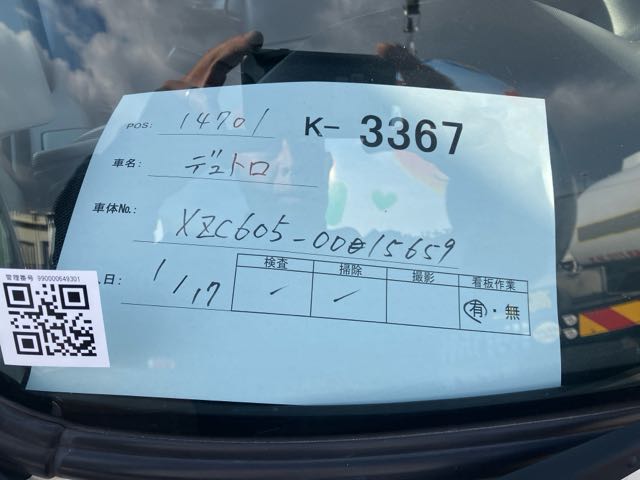 POS: 14701 K- 3367
車名: デュトロ
車体No.: XZC605-0015659
日 1/17
検査 掃除 撮影 看板作業
✓ ✓ 有・無
管理番号 990000649301